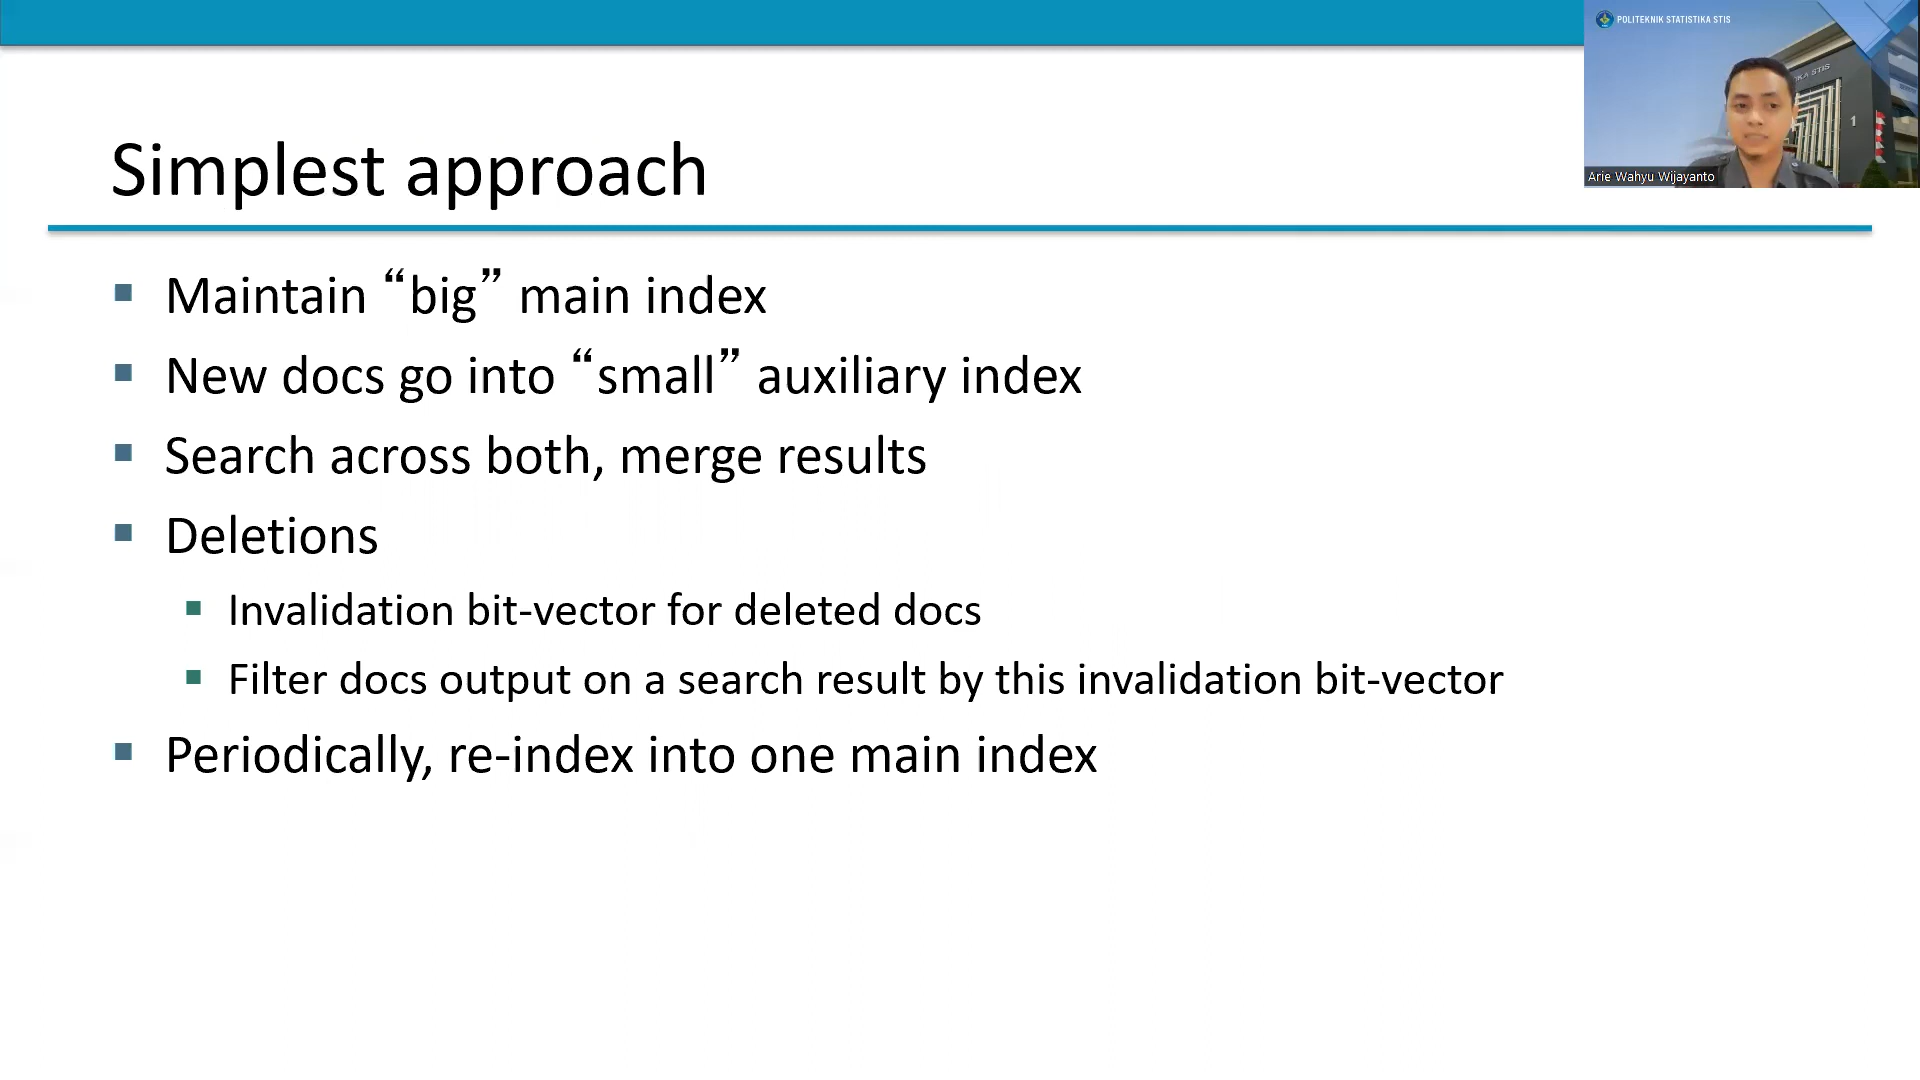 POLITEKNIK STATISTIKA STIS
1
Arie Wahyu Wijayanto
Simplest approach
Maintain “big” main index
New docs go into “small” auxiliary index
Search across both, merge results
Deletions
Invalidation bit-vector for deleted docs
Filter docs output on a search result by this invalidation bit-vector
Periodically, re-index into one main index